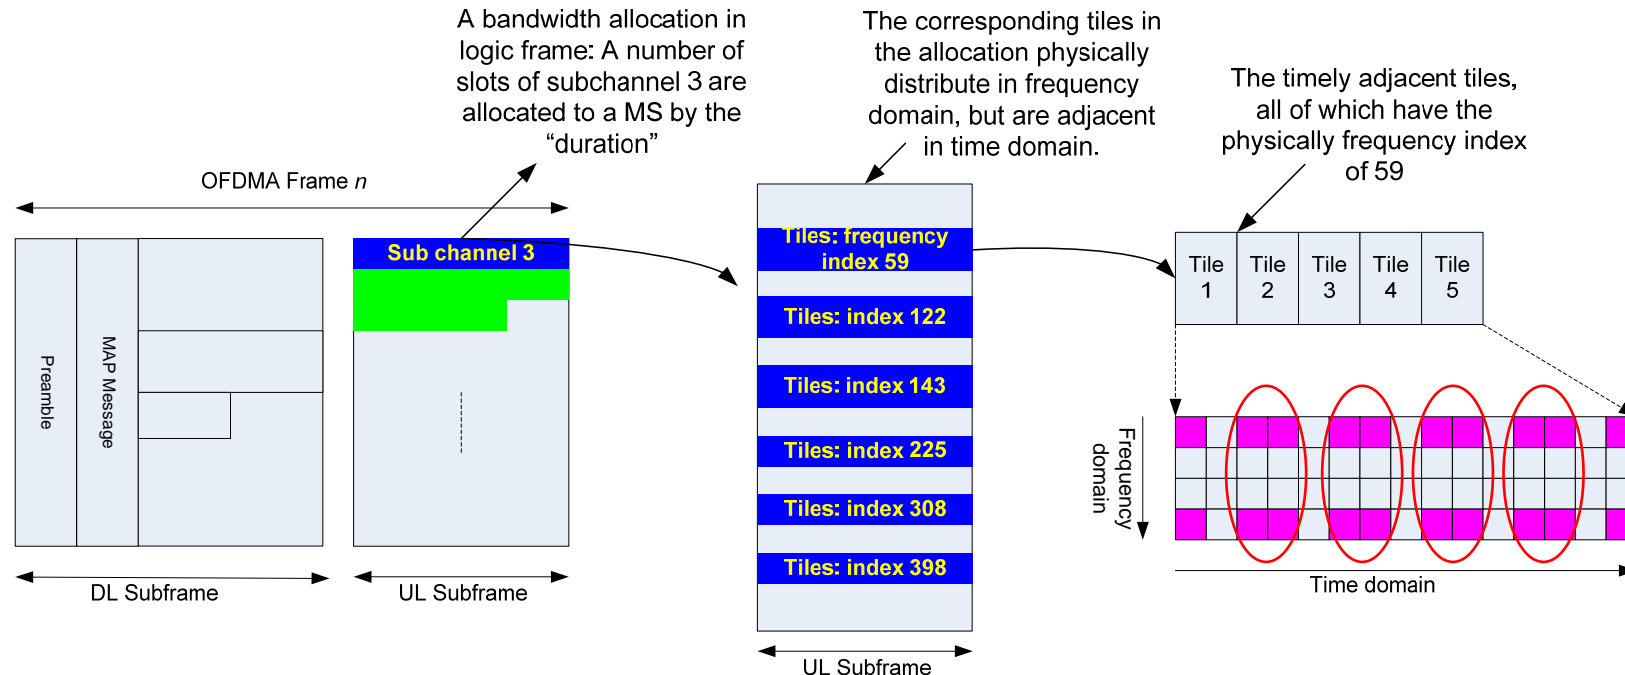 A bandwidth allocation in
logic frame: A number of
slots of subchannel 3 are
allocated to a MS by the
“duration”
The corresponding tiles in
the allocation physically
distribute in frequency
domain, but are adjacent
in time domain.
The timely adjacent tiles,
all of which have the
physically frequency index
of 59
OFDMA Frame n
Preamble
MAP Message
Sub channel 3
DL Subframe
UL Subframe
Tiles: frequency
index 59
Tiles: index 122
Tiles: index 143
Tiles: index 225
Tiles: index 308
Tiles: index 398
UL Subframe
Tile
1
Tile
2
Tile
3
Tile
4
Tile
5
Frequency
domain
Time domain